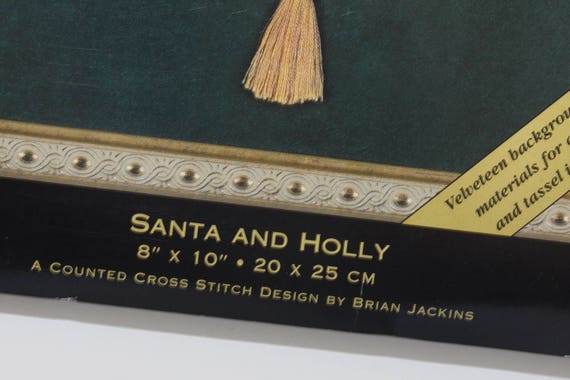 Velveteen backgrou
materials for
and tassel i
SANTA AND HOLLY
8" X 10" • 20 X 25 CM
A COUNTED CROSS STITCH DESIGN BY BRIAN JACKINS